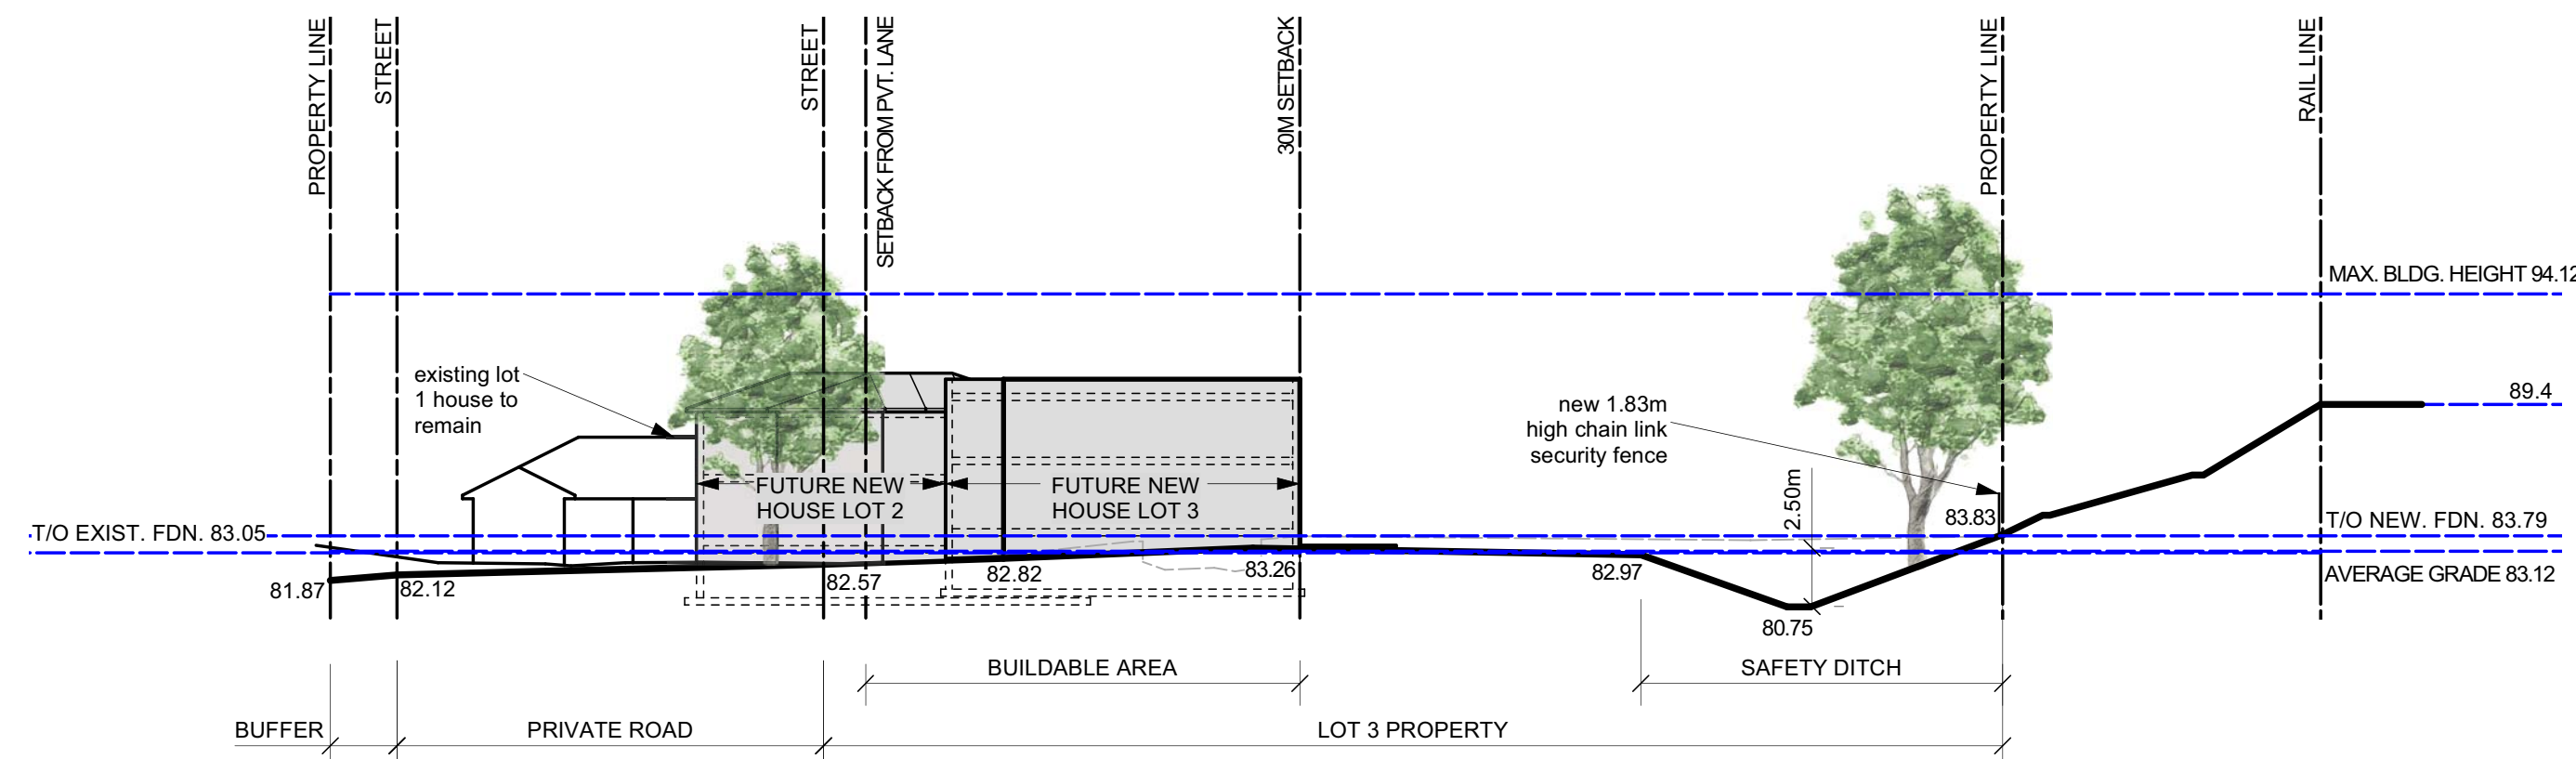 PROPERTY LINE
STREET
STREET
SETBACK FROM PVT. LANE
30M SETBACK
PROPERTY LINE
RAIL LINE
MAX. BLDG. HEIGHT 94.12
existing lot
1 house to
remain
89.4
new 1.83m
high chain link
security fence
2.50m
FUTURE NEW
HOUSE LOT 2
FUTURE NEW
HOUSE LOT 3
83.83
T/O EXIST. FDN. 83.05
T/O NEW. FDN. 83.79
81.87
82.12
82.57
82.82
83.26
82.97
AVERAGE GRADE 83.12
80.75
BUILDABLE AREA
SAFETY DITCH
BUFFER
PRIVATE ROAD
LOT 3 PROPERTY